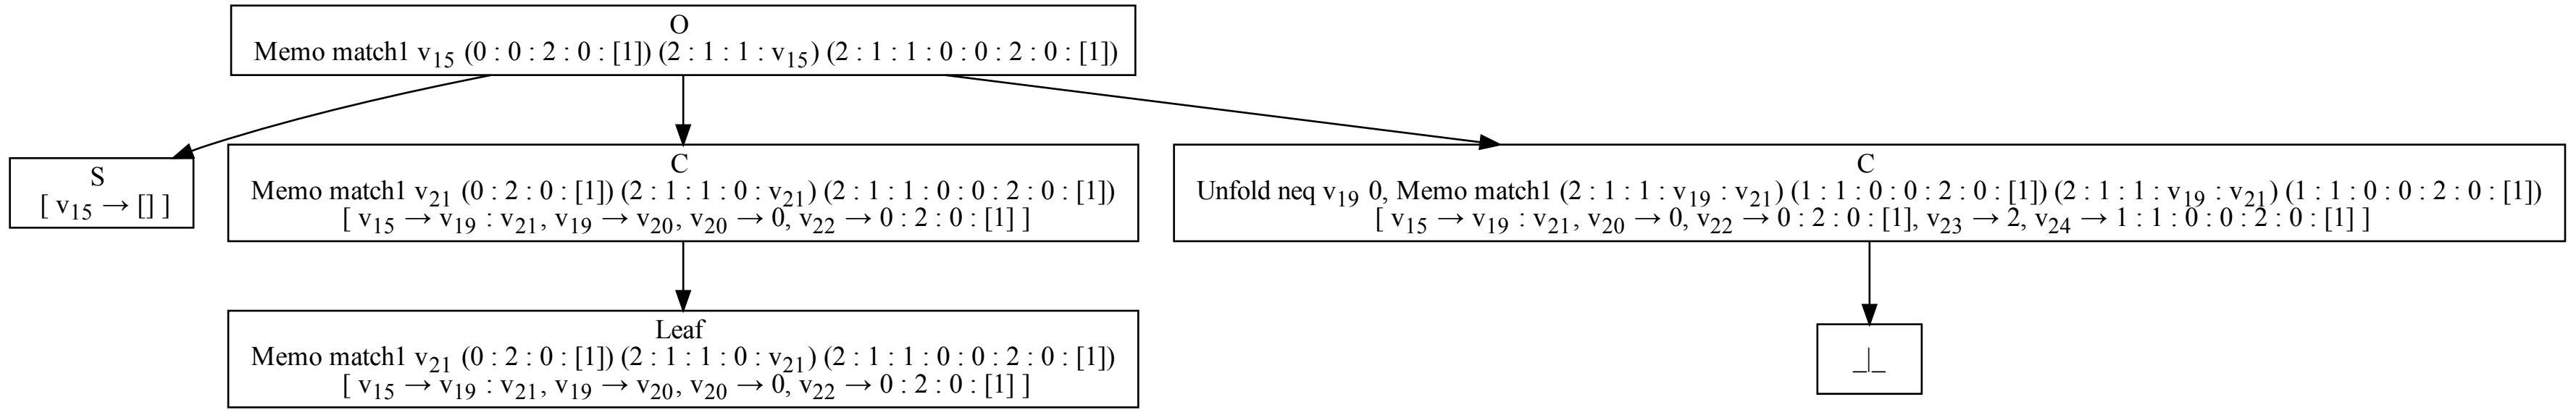 O
Memo match1 v₁₅ (0 : 0 : 2 : 0 : [1]) (2 : 1 : 1 : v₁₅) (2 : 1 : 1 : 0 : 0 : 2 : 0 : [1])
S
[ v₁₅ → [] ]
C
Memo match1 v₂₁ (0 : 2 : 0 : [1]) (2 : 1 : 1 : 0 : v₂₁) (2 : 1 : 1 : 0 : 0 : 2 : 0 : [1])
[ v₁₅ → v₁₉ : v₂₁, v₁₉ → v₂₀, v₂₀ → 0, v₂₂ → 0 : 2 : 0 : [1] ]
C
Unfold neq v₁₉ 0, Memo match1 (2 : 1 : 1 : v₁₉ : v₂₁) (1 : 1 : 0 : 0 : 2 : 0 : [1]) (2 : 1 : 1 : v₁₉ : v₂₁) (1 : 1 : 0 : 0 : 2 : 0 : [1])
[ v₁₅ → v₁₉ : v₂₁, v₂₀ → 0, v₂₂ → 0 : 2 : 0 : [1], v₂₃ → 2, v₂₄ → 1 : 1 : 0 : 0 : 2 : 0 : [1] ]
Leaf
Memo match1 v₂₁ (0 : 2 : 0 : [1]) (2 : 1 : 1 : 0 : v₂₁) (2 : 1 : 1 : 0 : 0 : 2 : 0 : [1])
[ v₁₅ → v₁₉ : v₂₁, v₁₉ → v₂₀, v₂₀ → 0, v₂₂ → 0 : 2 : 0 : [1] ]
_|_